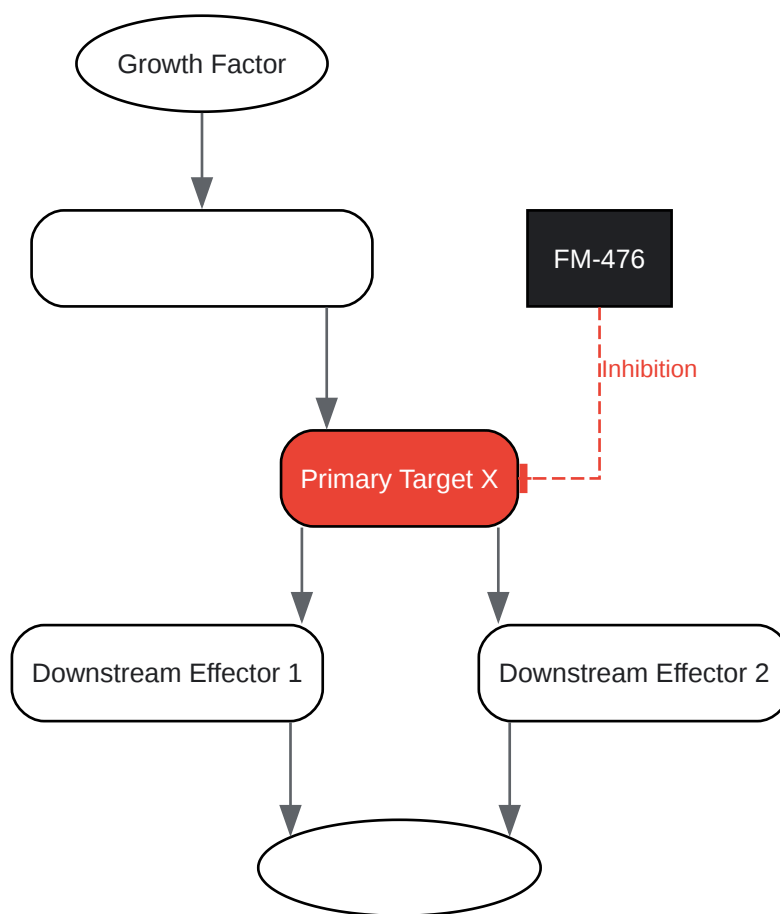 Growth Factor
FM-476
Inhibition
Primary Target X
Downstream Effector 1
Downstream Effector 2